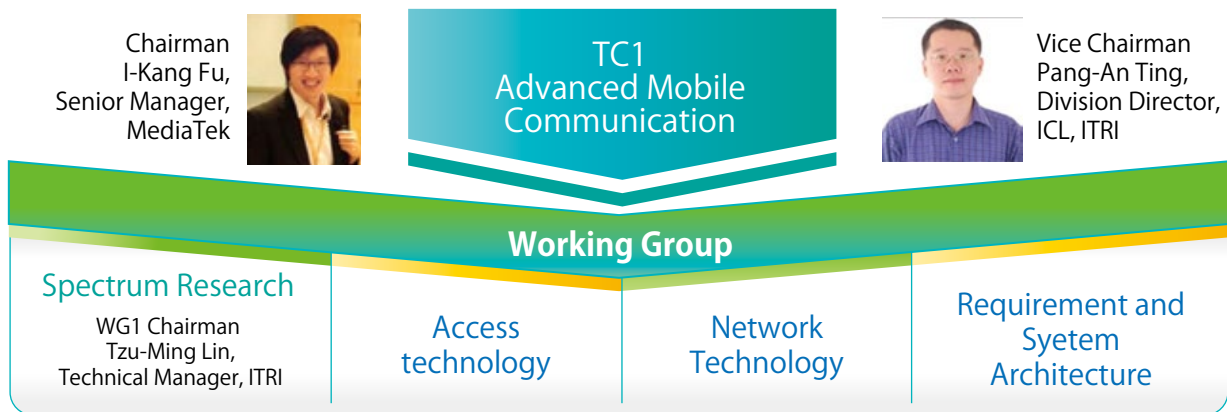 Chairman
I-Kang Fu,
Senior Manager,
MediaTek
TC1
Advanced Mobile
Communication
Vice Chairman
Pang-An Ting,
Division Director,
ICL, ITRI
Working Group
Spectrum Research
WG1 Chairman
Tzu-Ming Lin,
Technical Manager, ITRI
Access
technology
Network
Technology
Requirement and
Syetem
Architecture